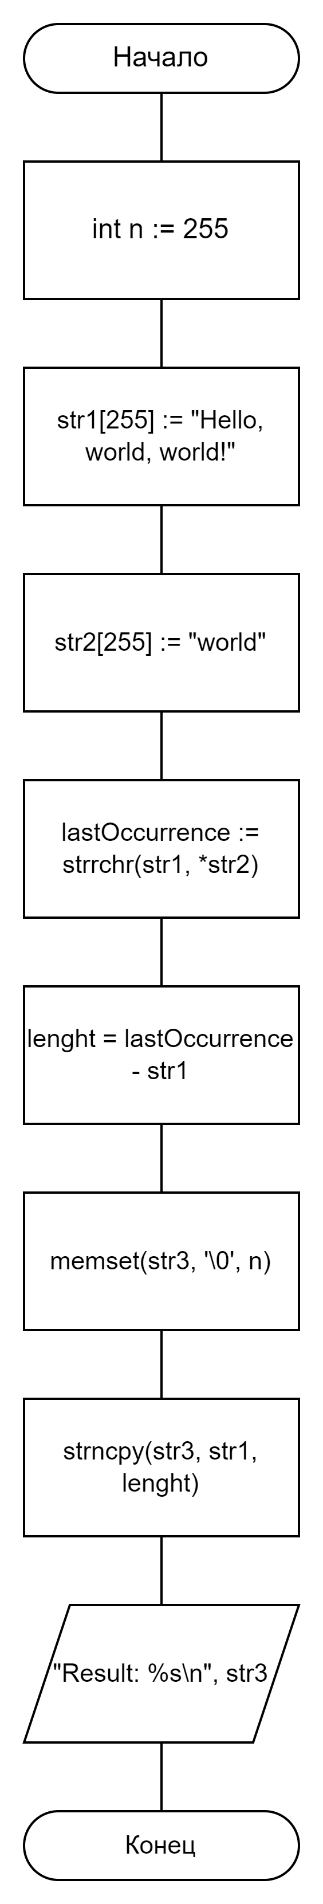 Начало
int n := 255
str1[255] := "Hello,
world, world!"
str2[255] := "world"
lastOccurrence :=
strrchr(str1, *str2)
lenght = lastOccurrence
- str1
memset(str3, '\0', n)
strncpy(str3, str1,
lenght)
"Result: %s\n", str3
Конец